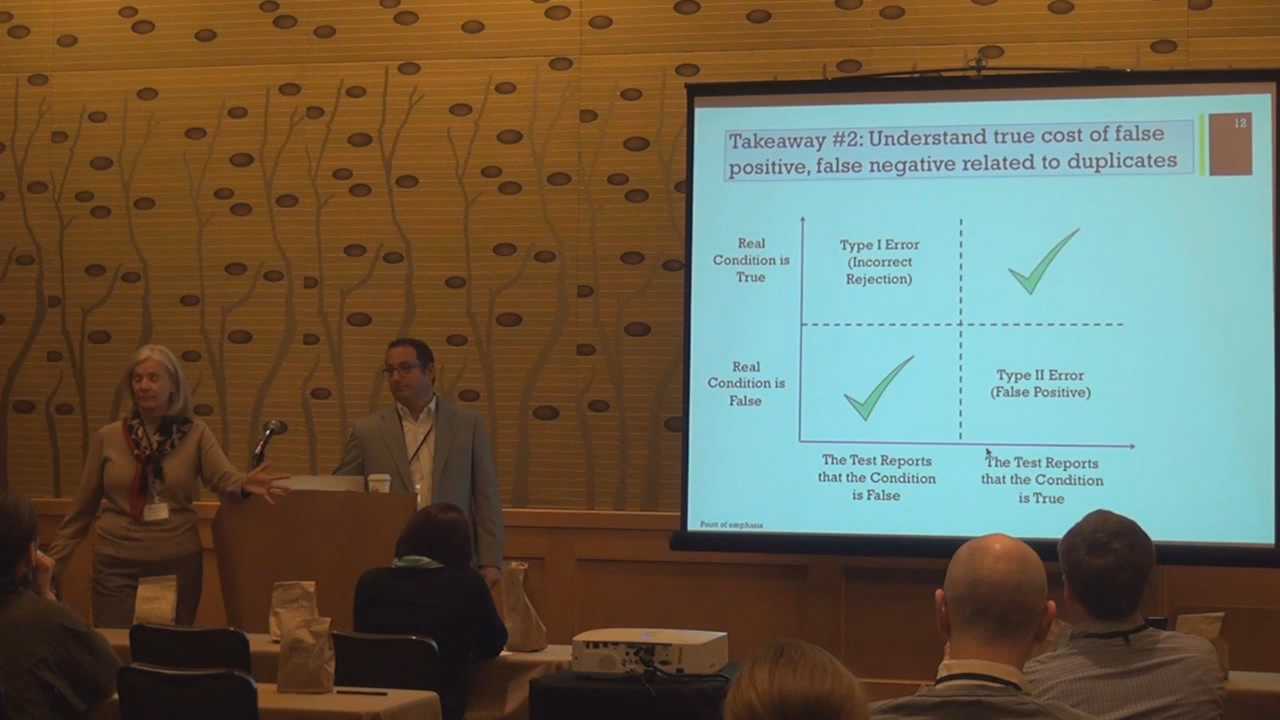 12
Takeaway #2: Understand true cost of false
positive, false negative related to duplicates
Real
Condition is
True
Type I Error
(Incorrect
Rejection)
Real
Condition is
False
Type II Error
(False Positive)
The Test Reports
that the Condition
is False
The Test Reports
that the Condition
is True
Point of emphasis